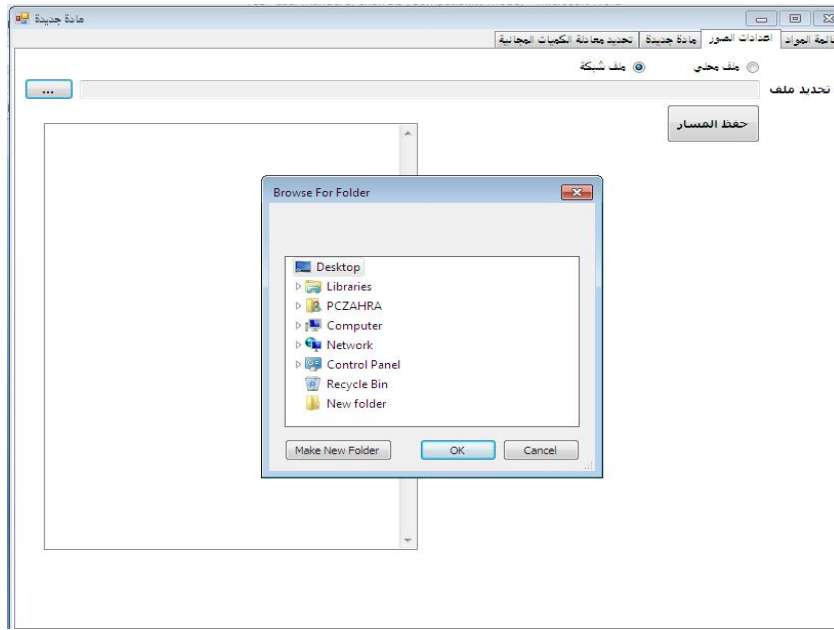 مادة جديدة
قائمة المواد
اعدادات الصور
مادة جديدة
تحديد معادلة الكميات المجانية
ملف محلي
ملف شبكة
تحديد ملف
...
حفظ المسار
Browse For Folder
Desktop
Libraries
PCZAHRA
Computer
Network
Control Panel
Recycle Bin
New folder
Make New Folder
OK
Cancel